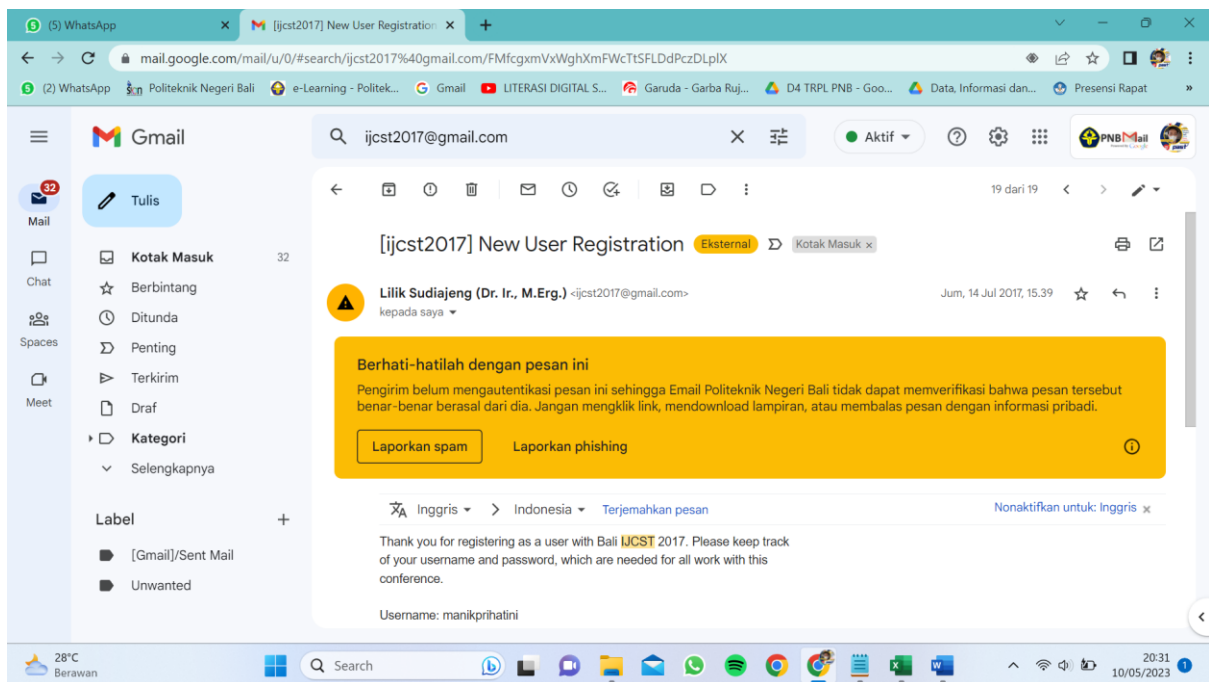 (5) WhatsApp
[ijcst2017] New User Registration
mail.google.com/mail/u/0/#search/ijcst2017%40gmail.com/FMfcgxmVxWghXmFWcTtSFLDdPczDLplX
(2) WhatsApp Politeknik Negeri Bali e-Learning - Politek... Gmail LITERASI DIGITAL S... Garuda - Garba Ruj... D4 TRPL PNB - Goo... Data, Informasi dan... Presensi Rapat »
Gmail
ijcst2017@gmail.com
Aktif
PNBMail
32
Mail
Chat
Spaces
Meet
Tulis
Kotak Masuk 32
Berbintang
Ditunda
Penting
Terkirim
Draf
Kategori
Selengkapnya
Label +
[Gmail]/Sent Mail
Unwanted
19 dari 19
[ijcst2017] New User Registration Eksternal Kotak Masuk x
Lilik Sudiajeng (Dr. Ir., M.Erg.) <ijcst2017@gmail.com> Jum, 14 Jul 2017, 15.39
kepada saya
Berhati-hatilah dengan pesan ini
Pengirim belum mengautentikasi pesan ini sehingga Email Politeknik Negeri Bali tidak dapat memverifikasi bahwa pesan tersebut
benar-benar berasal dari dia. Jangan mengklik link, mendownload lampiran, atau membalas pesan dengan informasi pribadi.
Laporkan spam Laporkan phishing
Inggris > Indonesia Terjemahkan pesan Nonaktifkan untuk: Inggris x
Thank you for registering as a user with Bali IJCST 2017. Please keep track
of your username and password, which are needed for all work with this
conference.
Username: manikprihatini
28°C
Berawan
Search
20:31
10/05/2023
1